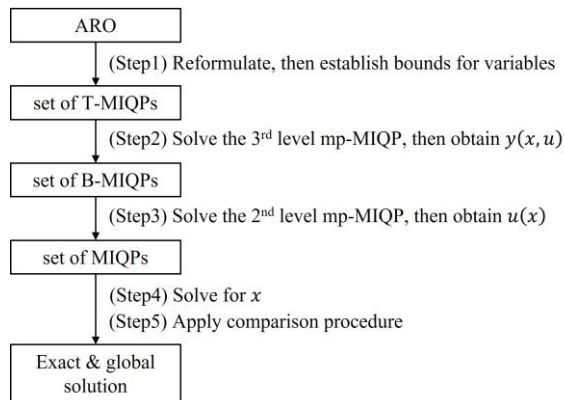 ARO
(Step1) Reformulate, then establish bounds for variables
set of T-MIQPs
(Step2) Solve the 3rd level mp-MIQP, then obtain y(x, u)
set of B-MIQPs
(Step3) Solve the 2nd level mp-MIQP, then obtain u(x)
set of MIQPs
(Step4) Solve for x
(Step5) Apply comparison procedure
Exact & global
solution